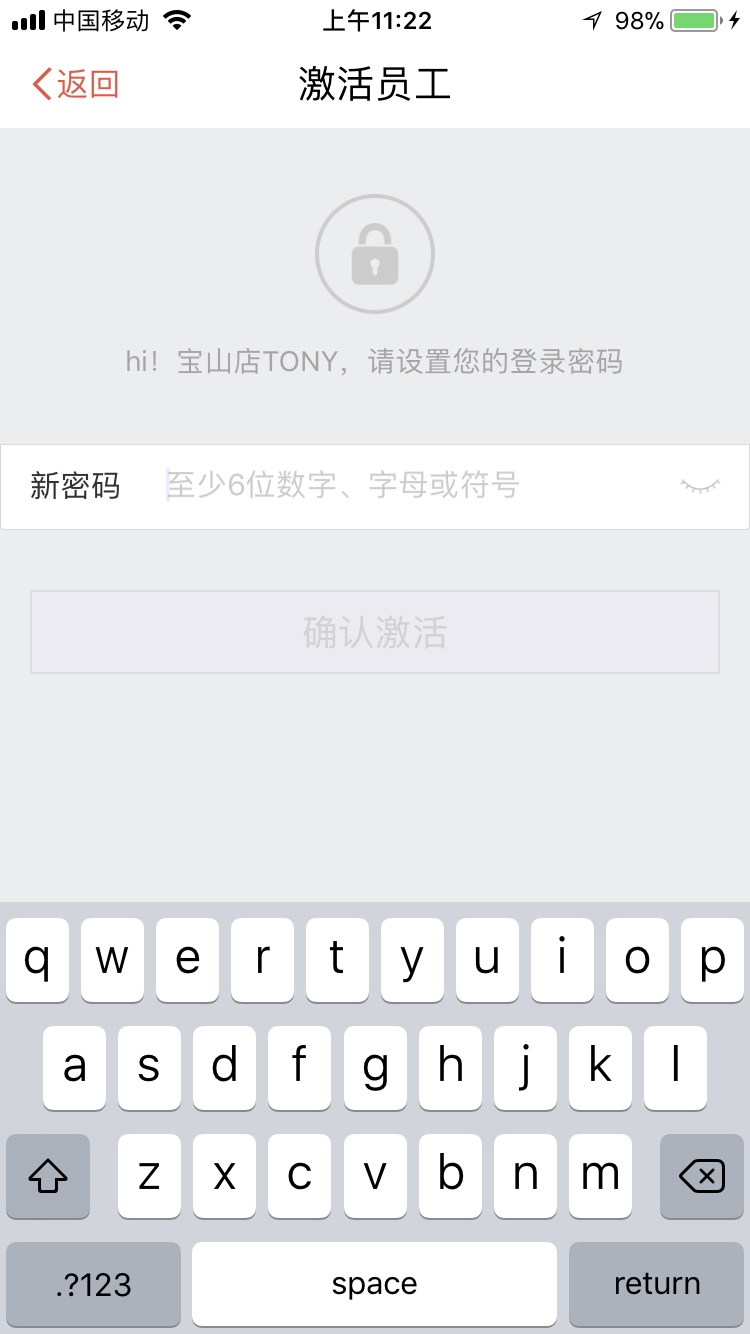 中国移动 上午11:22 98%
返回 激活员工
hi！宝山店TONY，请设置您的登录密码
新密码 至少6位数字、字母或符号
确认激活
q w e r t y u i o p
a s d f g h j k l
z x c v b n m
.?123 space return